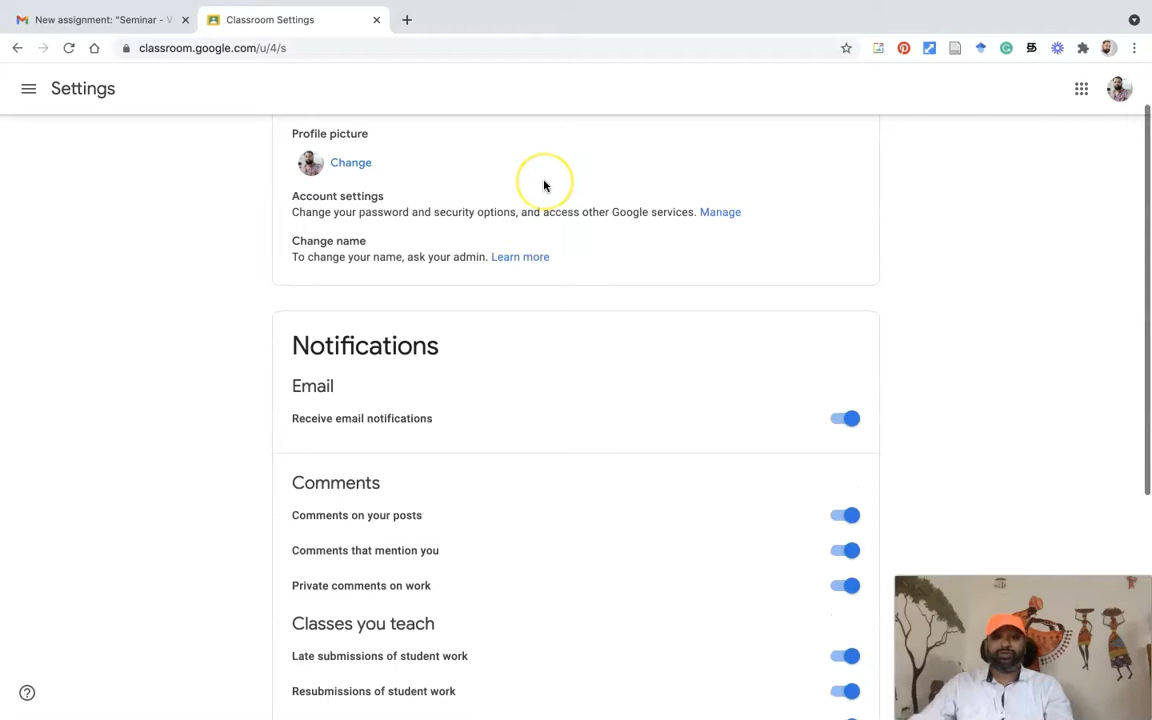 New assignment: "Seminar - V
Classroom Settings
classroom.google.com/u/4/s
Settings
Profile picture
Change
Account settings
Change your password and security options, and access other Google services. Manage
Change name
To change your name, ask your admin. Learn more
Notifications
Email
Receive email notifications
Comments
Comments on your posts
Comments that mention you
Private comments on work
Classes you teach
Late submissions of student work
Resubmissions of student work